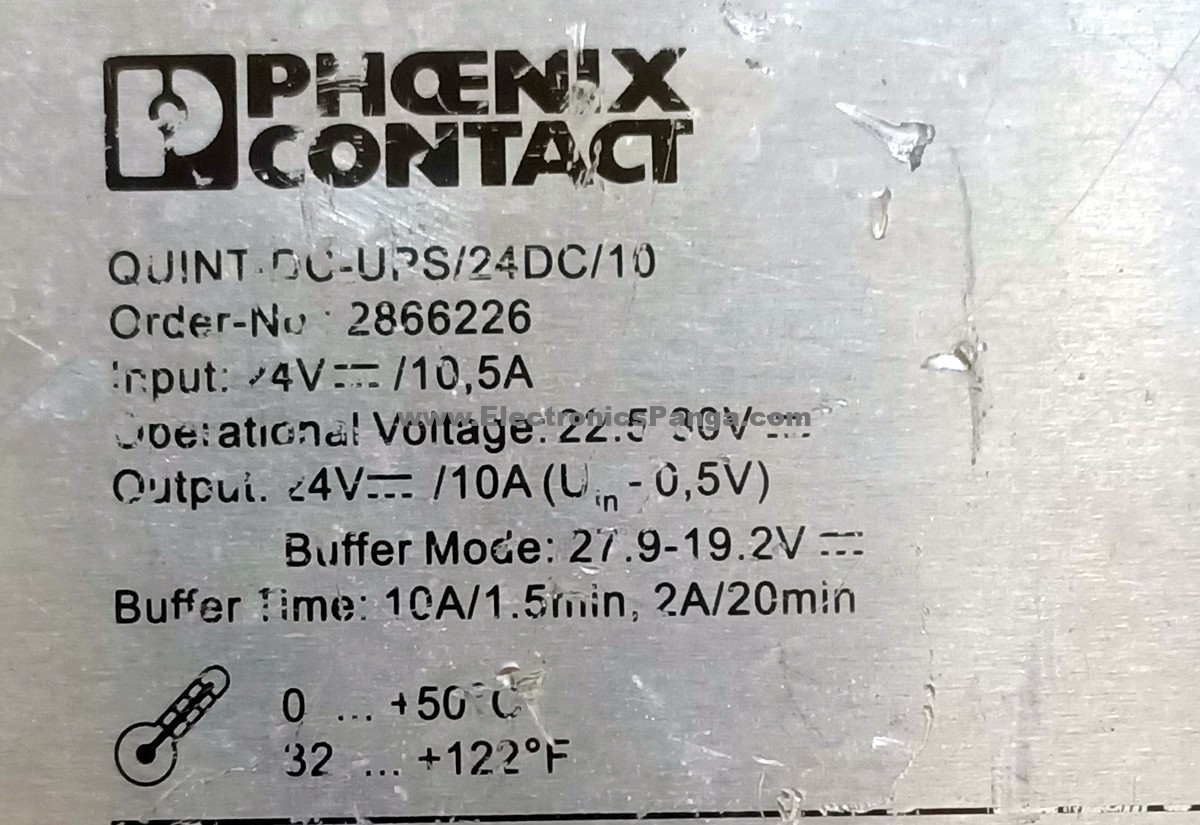 PHŒNIX
CONTACT
QUINT-DC-UPS/24DC/10
Order-No.: 2866226
Input: 24V /10,5A
Operational Voltage: 22.5-30V
www.ElectronicsPanga.com
Output: 24V /10A (Uin - 0,5V)
Buffer Mode: 27.9-19.2V
Buffer Time: 10A/1.5min, 2A/20min
0 ... +50°C
32 ... +122°F